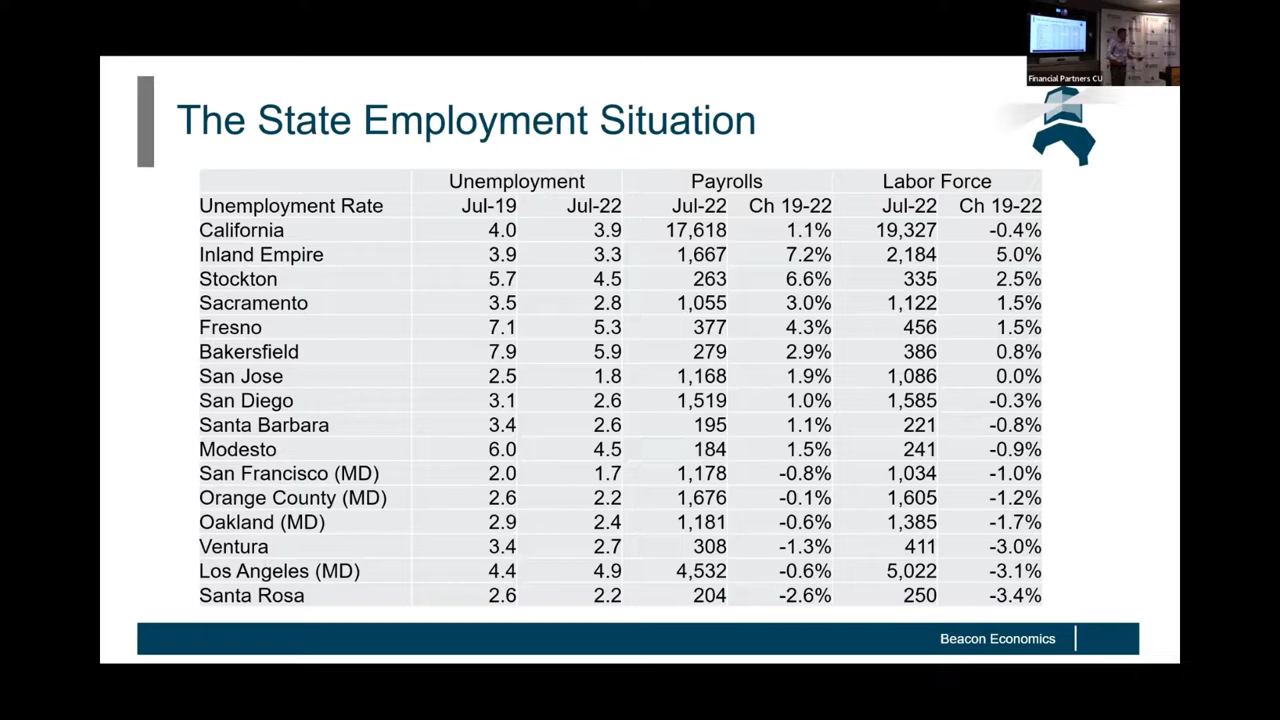 Financial Partners CU
The State Employment Situation
Unemployment Payrolls Labor Force
Unemployment Rate Jul-19 Jul-22 Jul-22 Ch 19-22 Jul-22 Ch 19-22
California 4.0 3.9 17,618 1.1% 19,327 -0.4%
Inland Empire 3.9 3.3 1,667 7.2% 2,184 5.0%
Stockton 5.7 4.5 263 6.6% 335 2.5%
Sacramento 3.5 2.8 1,055 3.0% 1,122 1.5%
Fresno 7.1 5.3 377 4.3% 456 1.5%
Bakersfield 7.9 5.9 279 2.9% 386 0.8%
San Jose 2.5 1.8 1,168 1.9% 1,086 0.0%
San Diego 3.1 2.6 1,519 1.0% 1,585 -0.3%
Santa Barbara 3.4 2.6 195 1.1% 221 -0.8%
Modesto 6.0 4.5 184 1.5% 241 -0.9%
San Francisco (MD) 2.0 1.7 1,178 -0.8% 1,034 -1.0%
Orange County (MD) 2.6 2.2 1,676 -0.1% 1,605 -1.2%
Oakland (MD) 2.9 2.4 1,181 -0.6% 1,385 -1.7%
Ventura 3.4 2.7 308 -1.3% 411 -3.0%
Los Angeles (MD) 4.4 4.9 4,532 -0.6% 5,022 -3.1%
Santa Rosa 2.6 2.2 204 -2.6% 250 -3.4%
Beacon Economics